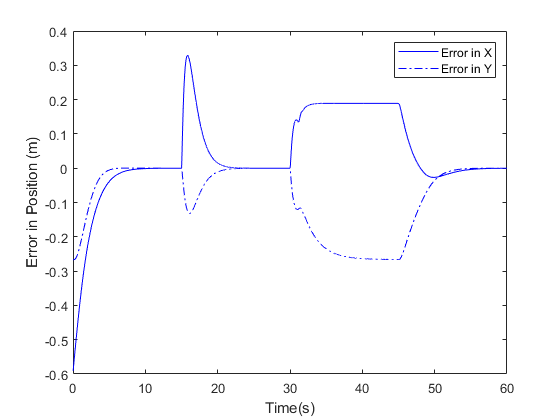 0.4
0.3
0.2
0.1
0
-0.1
-0.2
-0.3
-0.4
-0.5
-0.6
Error in Position (m)
Error in X
Error in Y
0 10 20 30 40 50 60
Time(s)